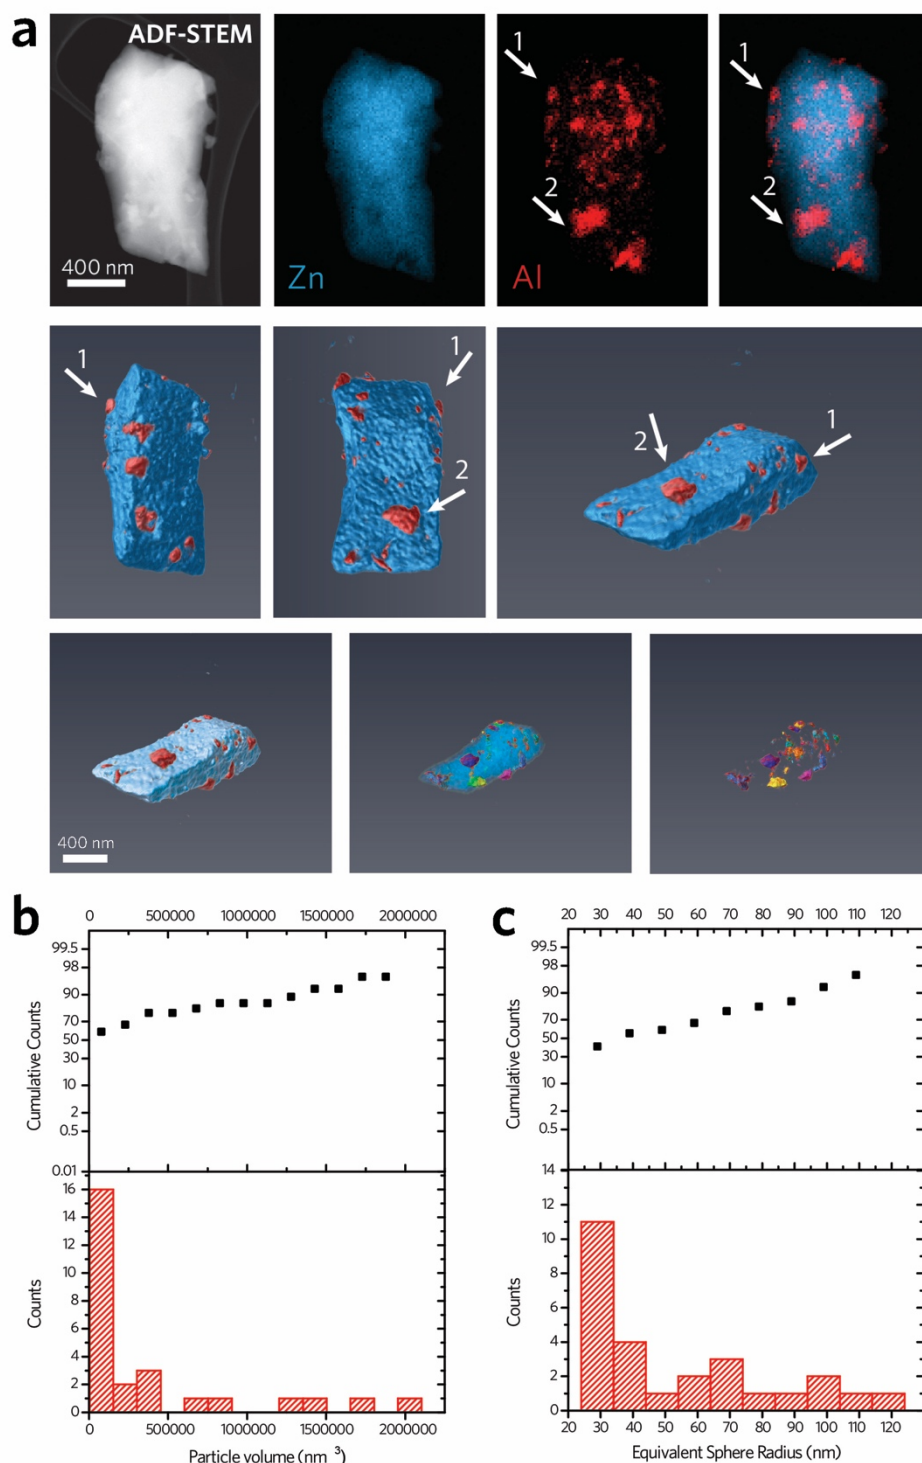 a
ADF-STEM
400 nm
Zn
1
2
Al
1
2
1
1
2
2
1
400 nm
b
0 500000 1000000 1500000 2000000
99.5
98
90
70
50
30
10
2
0.5
0.01
Cumulative Counts
16
14
12
10
8
6
4
2
0
Counts
0 500000 1000000 1500000 2000000
Particle volume (nm 3)
c
20 30 40 50 60 70 80 90 100 110 120
99.5
98
90
70
50
30
10
2
0.5
Cumulative Counts
14
12
10
8
6
4
2
0
Counts
20 30 40 50 60 70 80 90 100 110 120
Equivalent Sphere Radius (nm)